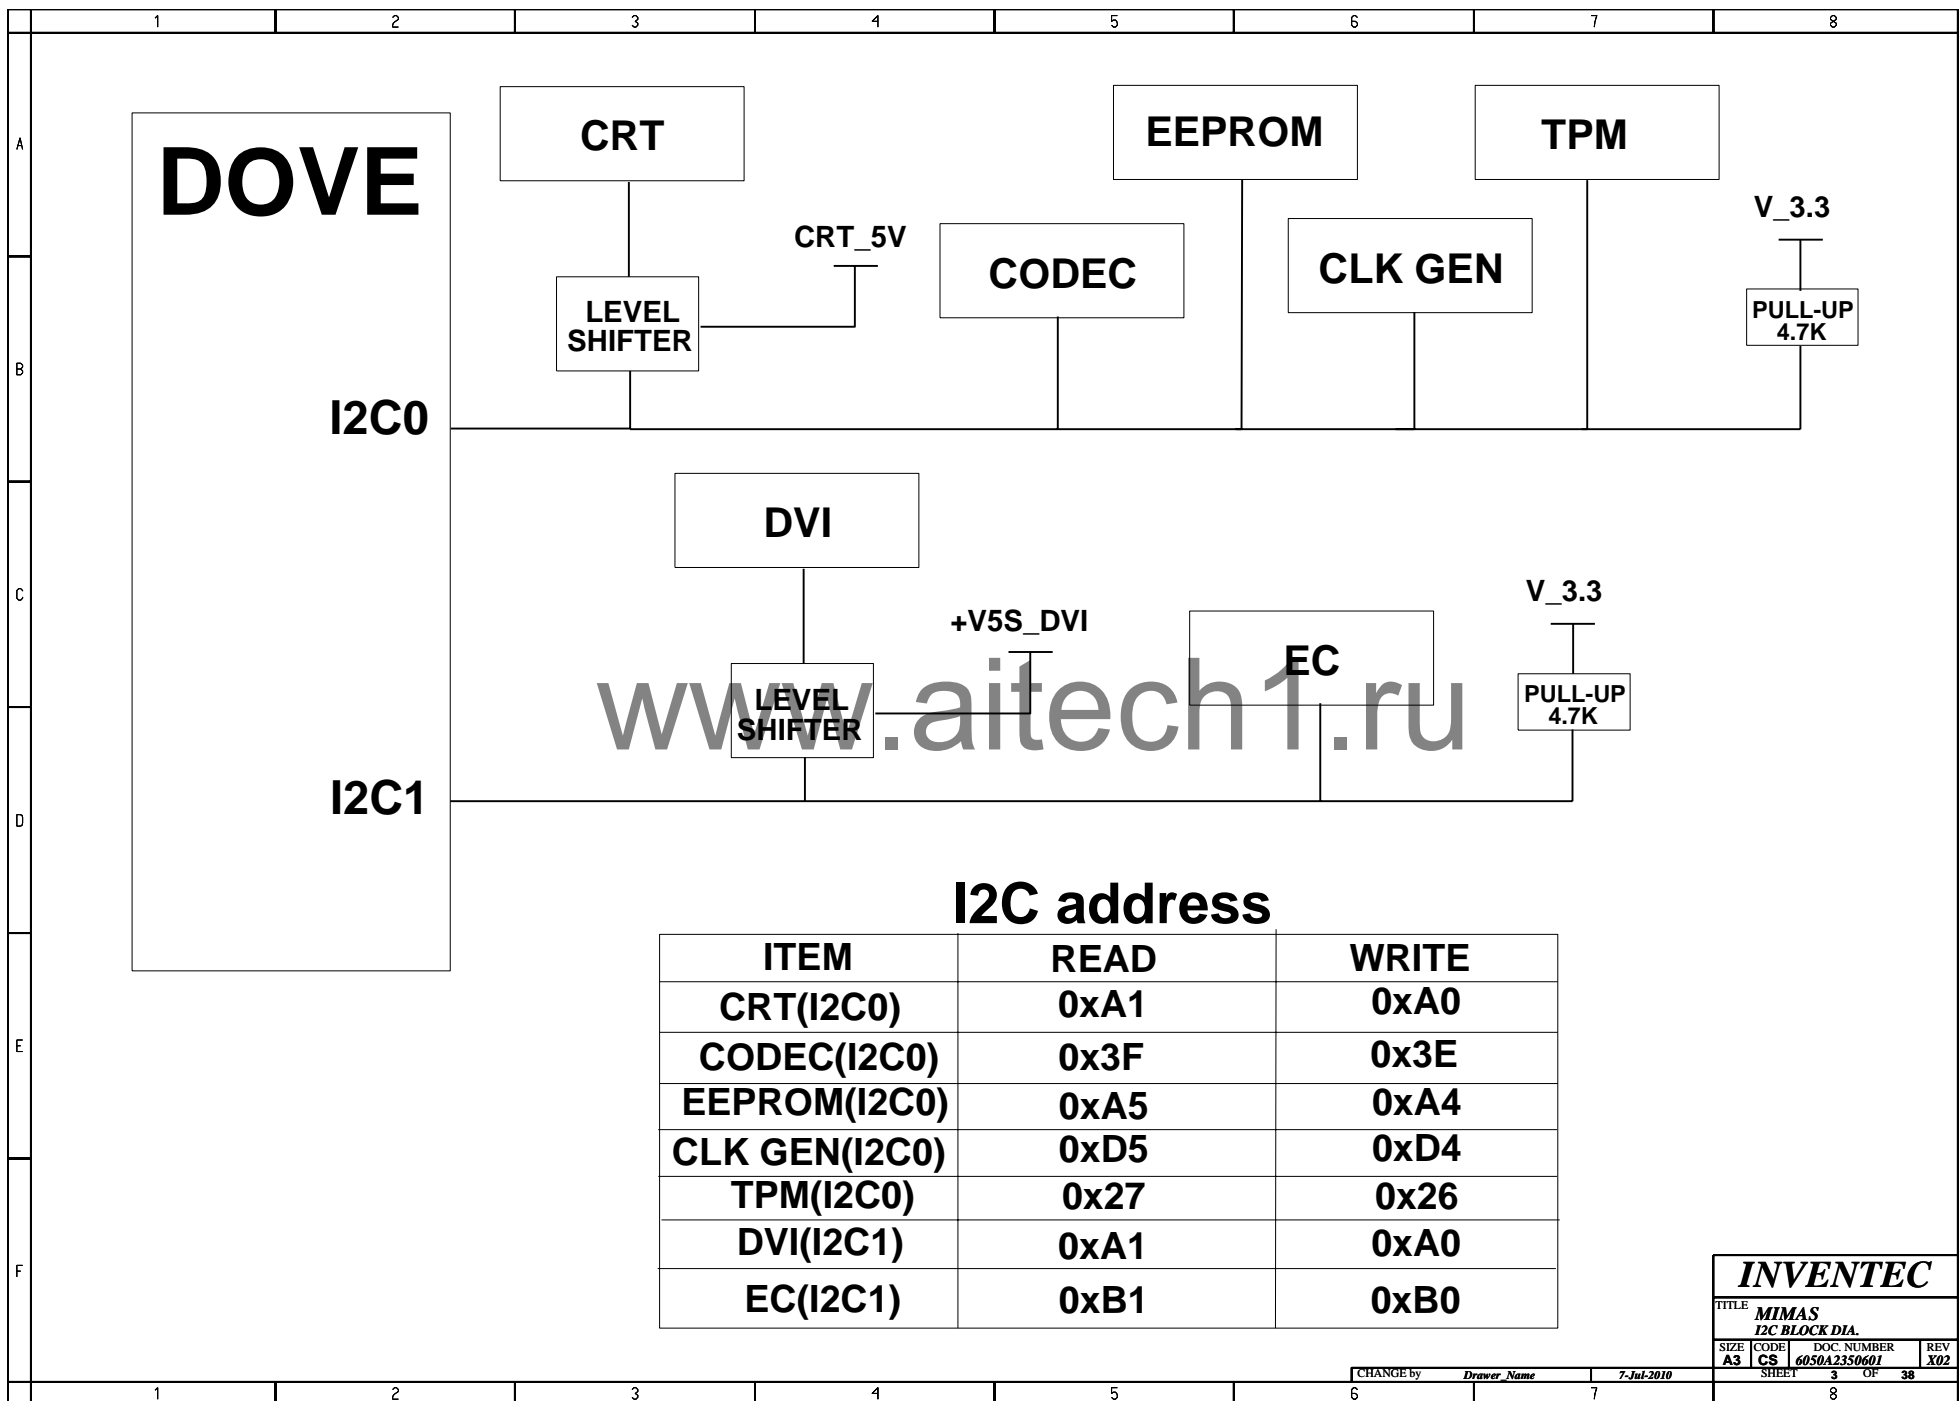 1 2 3 4 5 6 7 8
A
B
C
D
E
F
DOVE
CRT
EEPROM
TPM
CRT_5V
CODEC
CLK GEN
V_3.3
LEVEL
SHIFTER
PULL-UP
4.7K
I2C0
DVI
+V5S_DVI
EC
V_3.3
LEVEL
SHIFTER
PULL-UP
4.7K
www.aitech1.ru
I2C1
I2C address
ITEM READ WRITE
CRT(I2C0) 0xA1 0xA0
CODEC(I2C0) 0x3F 0x3E
EEPROM(I2C0) 0xA5 0xA4
CLK GEN(I2C0) 0xD5 0xD4
TPM(I2C0) 0x27 0x26
DVI(I2C1) 0xA1 0xA0
EC(I2C1) 0xB1 0xB0
INVENTEC
TITLE MIMAS
I2C BLOCK DIA.
SIZE CODE DOC. NUMBER REV
A3 CS 6050A2350601 X02
CHANGE by Drawer_Name 7-Jul-2010 SHEET 3 OF 38
1 2 3 4 5 6 7 8